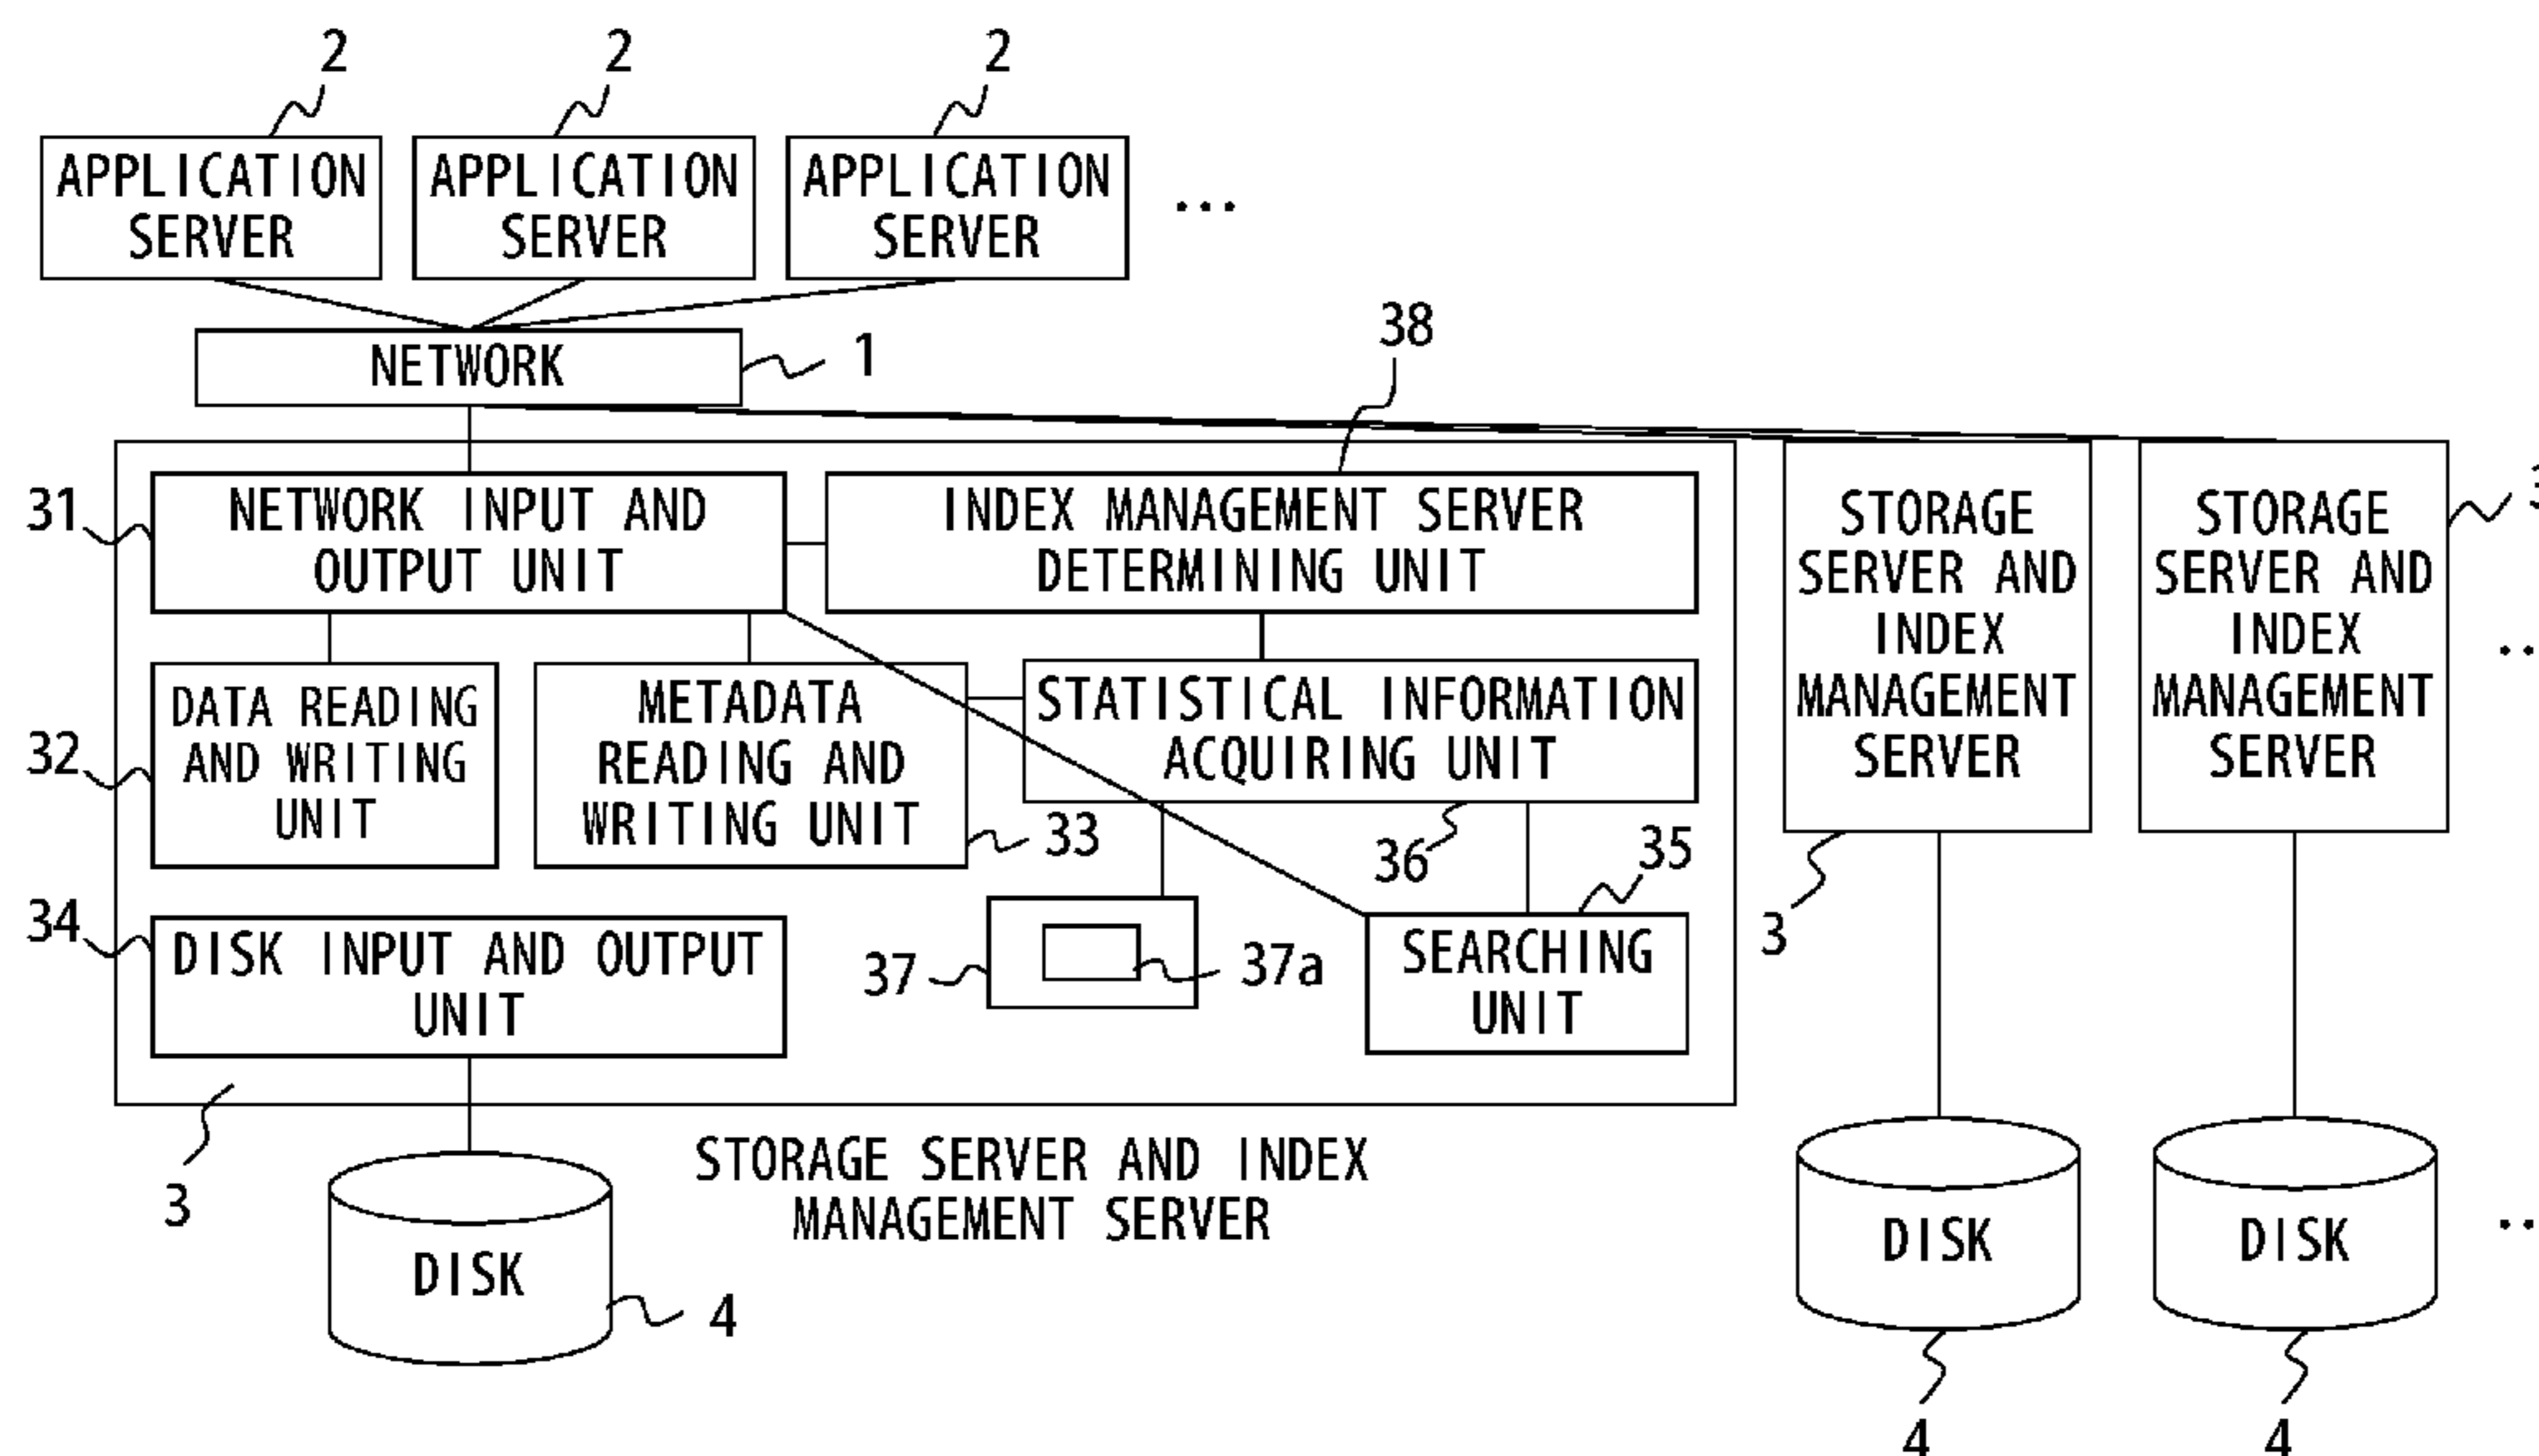 2
2
2
APPLICATION
SERVER
APPLICATION
SERVER
APPLICATION
SERVER
...
NETWORK
1
38
31
NETWORK INPUT AND
OUTPUT UNIT
INDEX MANAGEMENT SERVER
DETERMINING UNIT
STORAGE
SERVER AND
INDEX
MANAGEMENT
SERVER
STORAGE
SERVER AND
INDEX
MANAGEMENT
SERVER
..
32
DATA READING
AND WRITING
UNIT
METADATA
READING AND
WRITING UNIT
33
STATISTICAL INFORMATION
ACQUIRING UNIT
36
35
3
34
DISK INPUT AND OUTPUT
UNIT
37
37a
SEARCHING
UNIT
3
STORAGE SERVER AND INDEX
MANAGEMENT SERVER
DISK
4
DISK
4
DISK
4
..